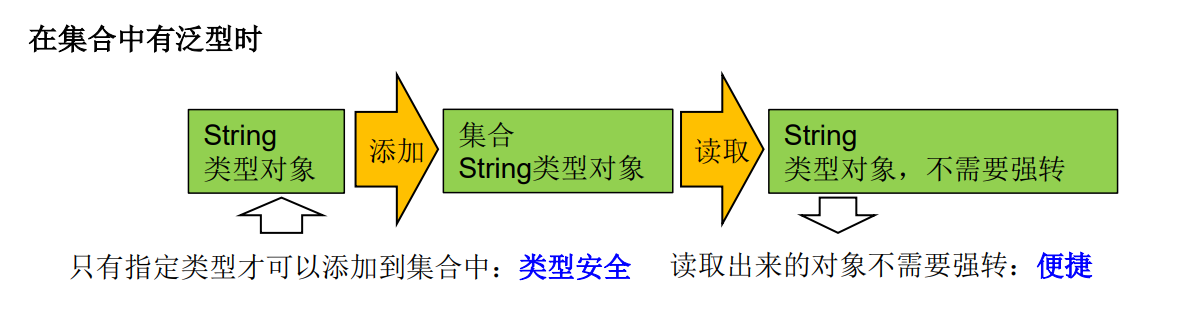 在集合中有泛型时
String
类型对象
添加
集合
String类型对象
读取
String
类型对象，不需要强转
只有指定类型才可以添加到集合中：类型安全
读取出来的对象不需要强转：便捷